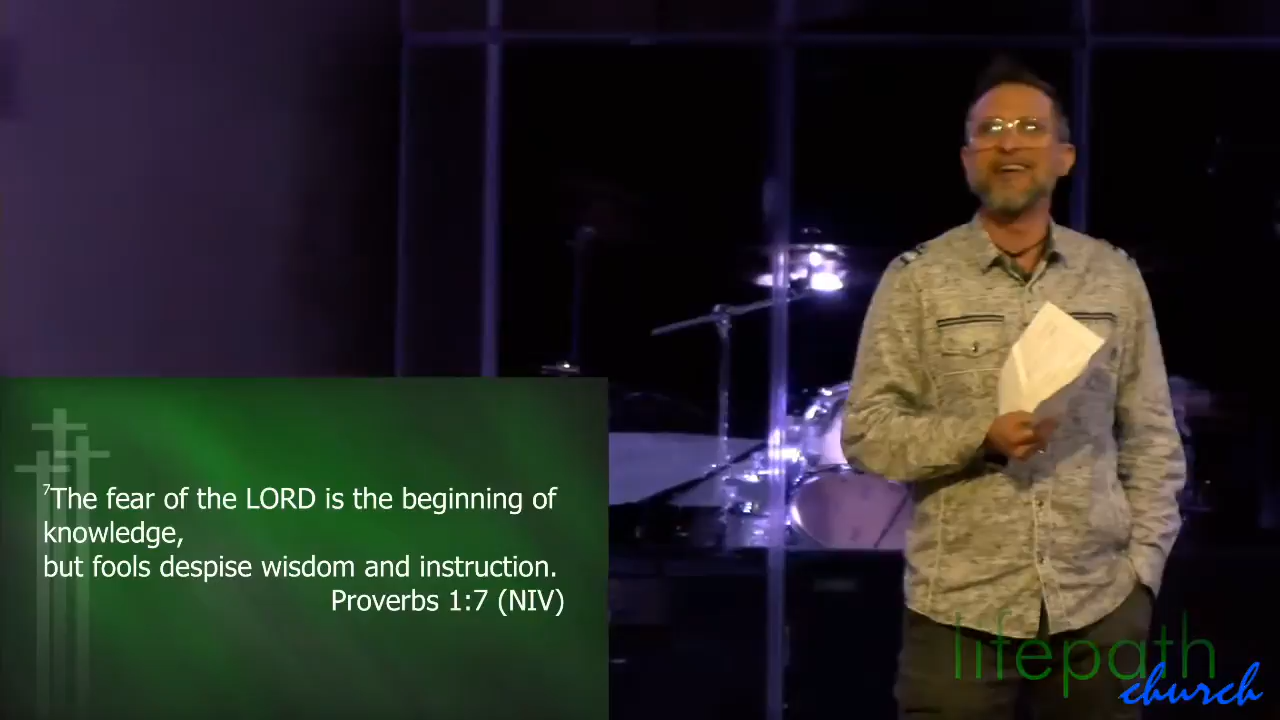 ⁷The fear of the LORD is the beginning of
knowledge,
but fools despise wisdom and instruction.
Proverbs 1:7 (NIV)
lifepath
church